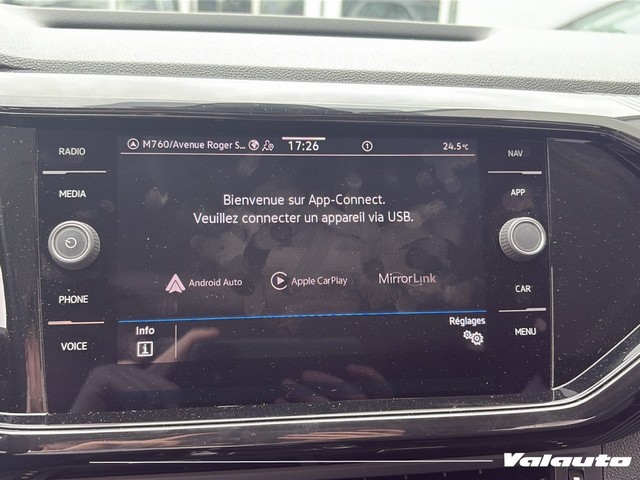 RADIO
MEDIA
PHONE
VOICE
M760/Avenue Roger S... 17:26 1 24.5°C
Bienvenue sur App-Connect.
Veuillez connecter un appareil via USB.
Android Auto Apple CarPlay MirrorLink
Info Réglages
NAV
APP
CAR
MENU
Valauto